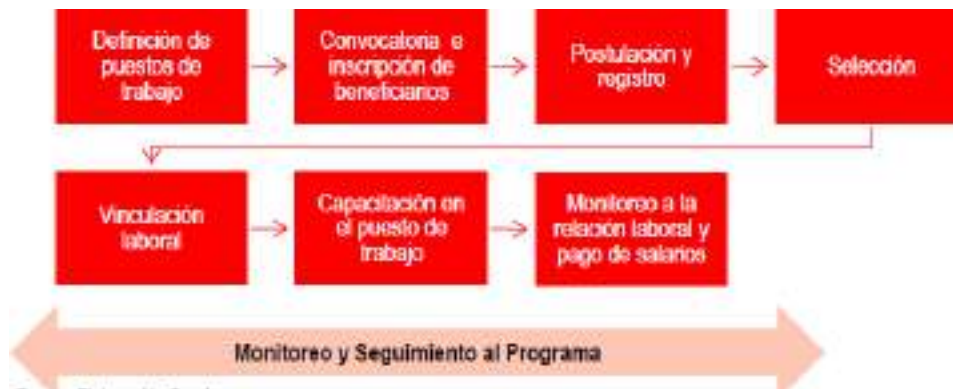 Definición de
puestos de
trabajo
Convocatoria e
inscripción de
beneficiarios
Postulación y
registro
Selección
Vinculación
laboral
Capacitación en
el puesto de
trabajo
Monitoreo a la
relación laboral y
pago de salarios
Monitoreo y Seguimiento al Programa